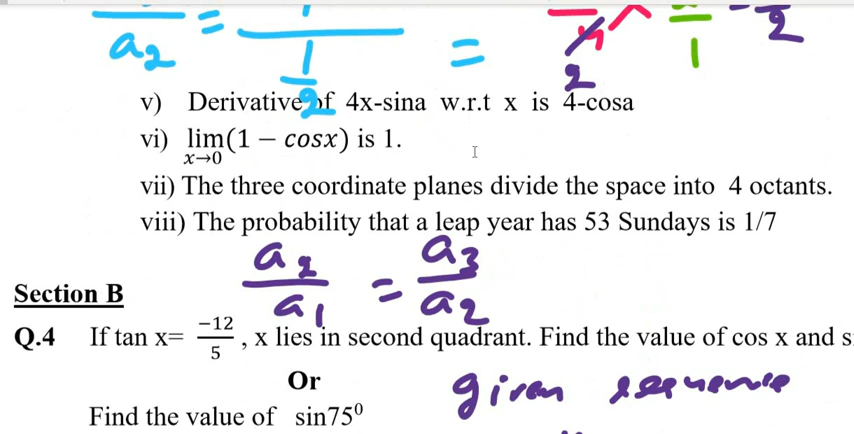 a2 = 1/2 = 2
v) Derivative of 4x-sina w.r.t x is 4-cosa
vi) lim x→0 (1 − cosx) is 1.
vii) The three coordinate planes divide the space into 4 octants.
viii) The probability that a leap year has 53 Sundays is 1/7
a2/a1 = a3/a2
Section B
Q.4 If tan x= −12/5 , x lies in second quadrant. Find the value of cos x and s
Or
given sequence
Find the value of sin75⁰